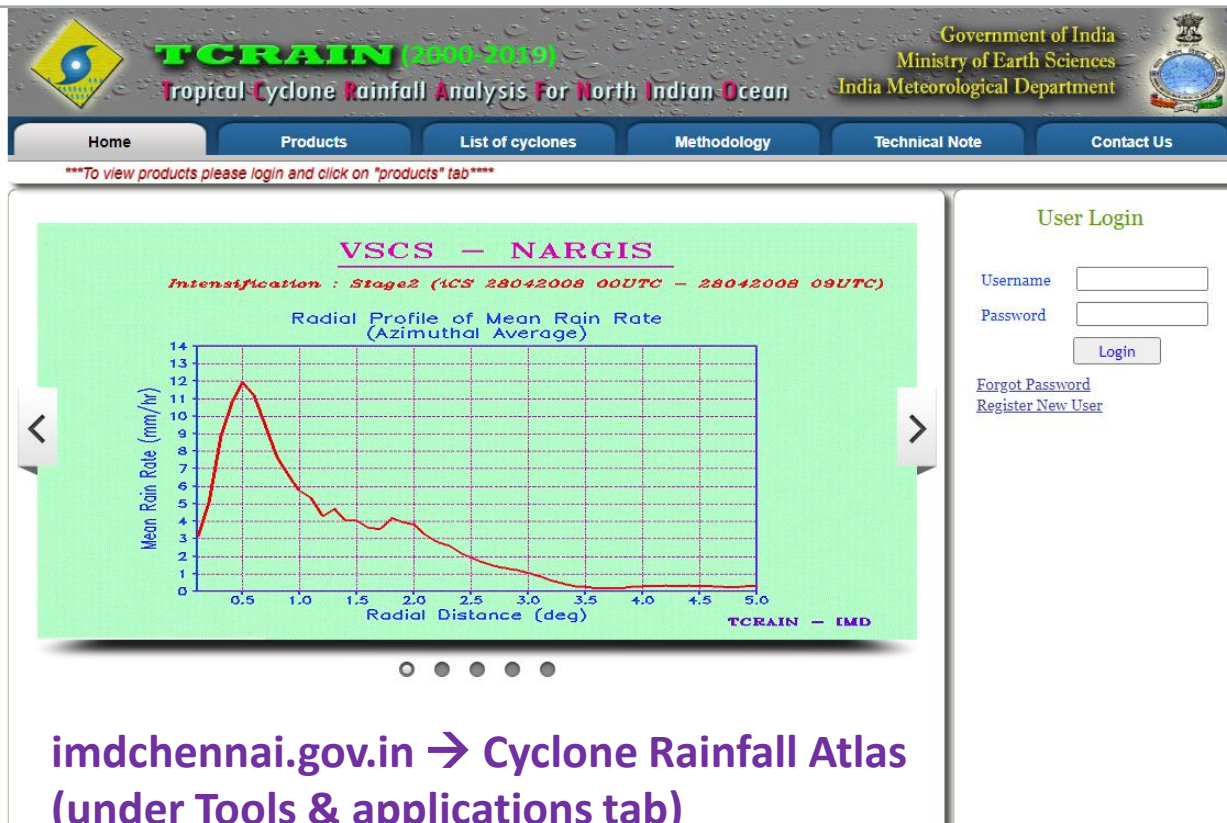 TCRAIN (2000-2019)
Tropical Cyclone Rainfall Analysis For North Indian Ocean
Government of India
Ministry of Earth Sciences
India Meteorological Department
Home Products List of cyclones Methodology Technical Note Contact Us
***To view products please login and click on "products" tab****
VSCS – NARGIS
Intensification : Stage2 (iCS 28042008 00UTC – 28042008 09UTC)
Radial Profile of Mean Rain Rate
(Azimuthal Average)
Mean Rain Rate (mm/hr)
14
13
12
11
10
9
8
7
6
5
4
3
2
1
0
0.5 1.0 1.5 2.0 2.5 3.0 3.5 4.0 4.5 5.0
Radial Distance (deg)
TCRAIN – IMD
User Login
Username
Password
Login
Forgot Password
Register New User
imdchennai.gov.in → Cyclone Rainfall Atlas
(under Tools & applications tab)